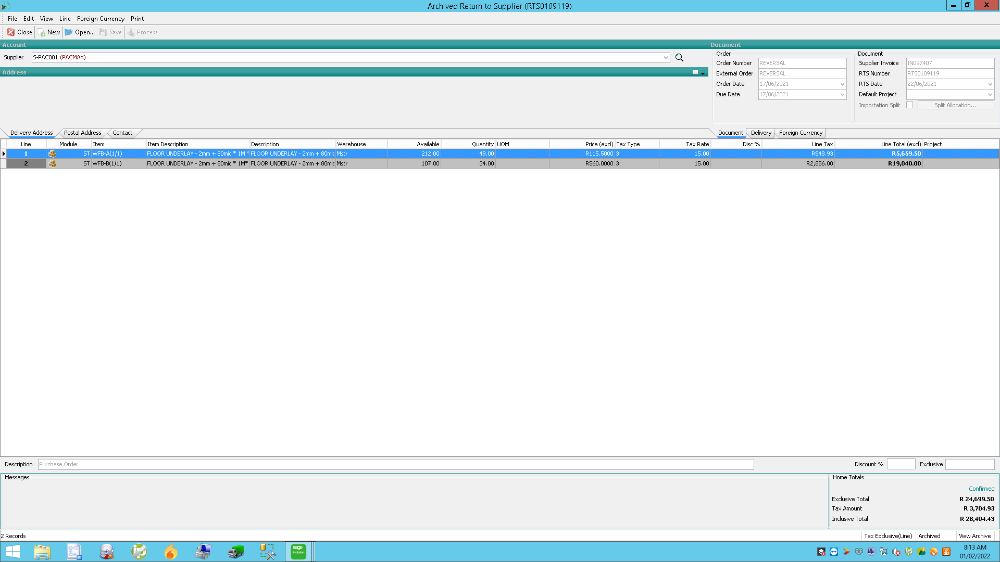 Archived Return to Supplier (RTS0109119)
File Edit View Line Foreign Currency Print
Close New Open... Save Process
Account Document
Supplier S-PAC001 (PACMAX)
Address
Order
Order Number REVERSAL
External Order REVERSAL
Order Date 17/06/2021
Due Date 17/06/2021
Document
Supplier Invoice IN097407
RTS Number RTS0109119
RTS Date 22/06/2021
Default Project
Importation Split Split Allocation...
Delivery Address Postal Address Contact Document Delivery Foreign Currency
Line Module Item Item Description Description Warehouse Available Quantity UOM Price (excl) Tax Type Tax Rate Disc % Line Tax Line Total (excl) Project
1 ST WFB-A(1/1) FLOOR UNDERLAY - 2mm + 80mic * 1M * FLOOR UNDERLAY - 2mm + 80mic Mstr 212.00 49.00 R115.5000 3 15.00 R848.93 R5,659.50
2 ST WFB-B(1/1) FLOOR UNDERLAY - 2mm + 80mic * 1M* FLOOR UNDERLAY - 2mm + 80mic Mstr 107.00 34.00 R560.0000 3 15.00 R2,856.00 R19,040.00
Description Purchase Order Discount % Exclusive
Messages
Home Totals
Confirmed
Exclusive Total R 24,699.50
Tax Amount R 3,704.93
Inclusive Total R 28,404.43
2 Records Tax Exclusive(Line) Archived View Archive
sage
Evolution
8:13 AM
01/02/2022